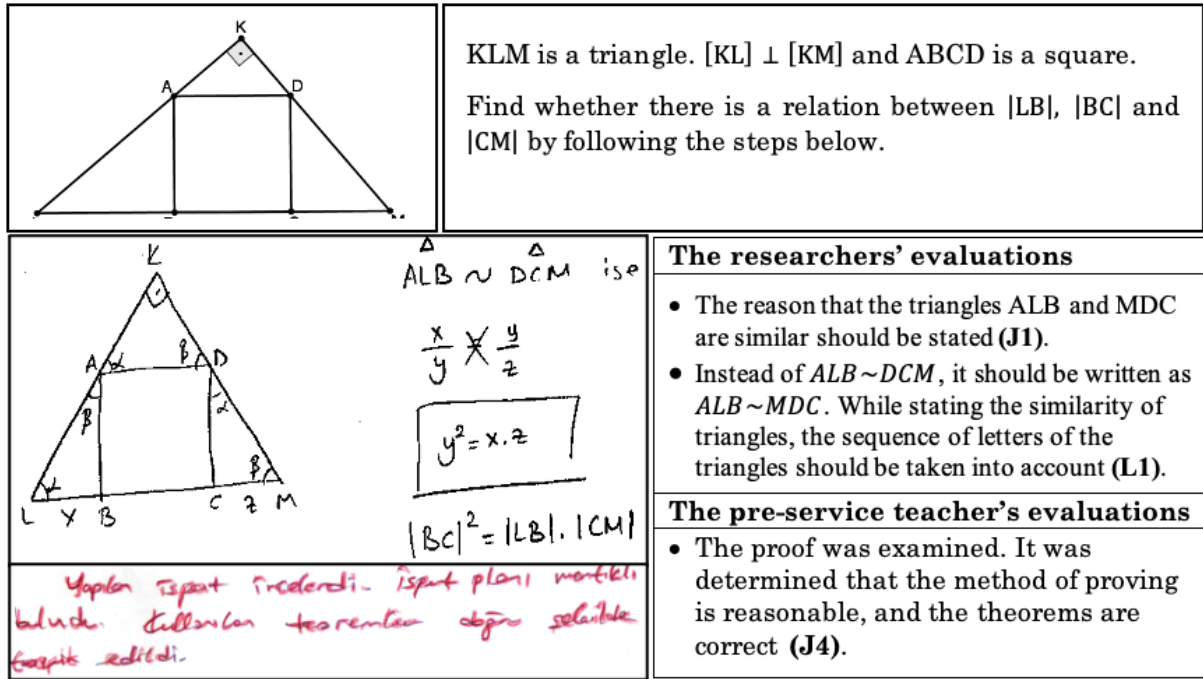 K
A
D
KLM is a triangle. [KL] ⊥ [KM] and ABCD is a square.
Find whether there is a relation between |LB|, |BC| and
|CM| by following the steps below.
K
A α β D
β α
α β
L x B C z M
ALB ~ DCM ise
x/y = y/z
y² = x.z
|BC|² = |LB|.|CM|
Yapılan ispat incelendi. İspat planı mantıklı
bulundu. Kullanılan teoremler doğru şekilde
tespit edildi.
The researchers' evaluations
• The reason that the triangles ALB and MDC
are similar should be stated (J1).
• Instead of ALB~DCM, it should be written as
ALB~MDC. While stating the similarity of
triangles, the sequence of letters of the
triangles should be taken into account (L1).
The pre-service teacher's evaluations
• The proof was examined. It was
determined that the method of proving
is reasonable, and the theorems are
correct (J4).